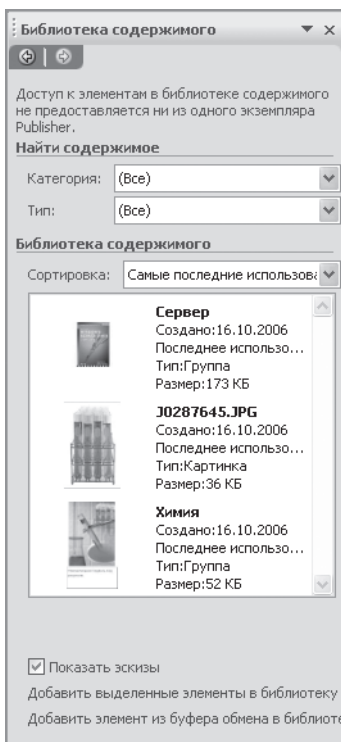 Библиотека содержимого
Доступ к элементам в библиотеке содержимого
не предоставляется ни из одного экземпляра
Publisher.
Найти содержимое
Категория: (Все)
Тип: (Все)
Библиотека содержимого
Сортировка: Самые последние использова
Сервер
Создано:16.10.2006
Последнее использо...
Тип:Группа
Размер:173 КБ
J0287645.JPG
Создано:16.10.2006
Последнее использо...
Тип:Картинка
Размер:36 КБ
Химия
Создано:16.10.2006
Последнее использо...
Тип:Группа
Размер:52 КБ
Показать эскизы
Добавить выделенные элементы в библиотеку
Добавить элемент из буфера обмена в библиоте